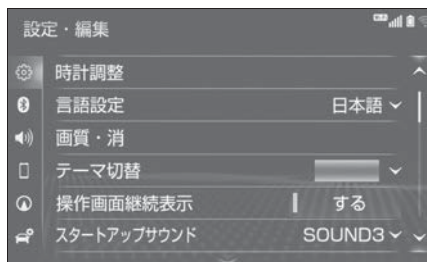 設定・編集
時計調整
言語設定 日本語
画質・消
テーマ切替
操作画面継続表示 する
スタートアップサウンド SOUND3